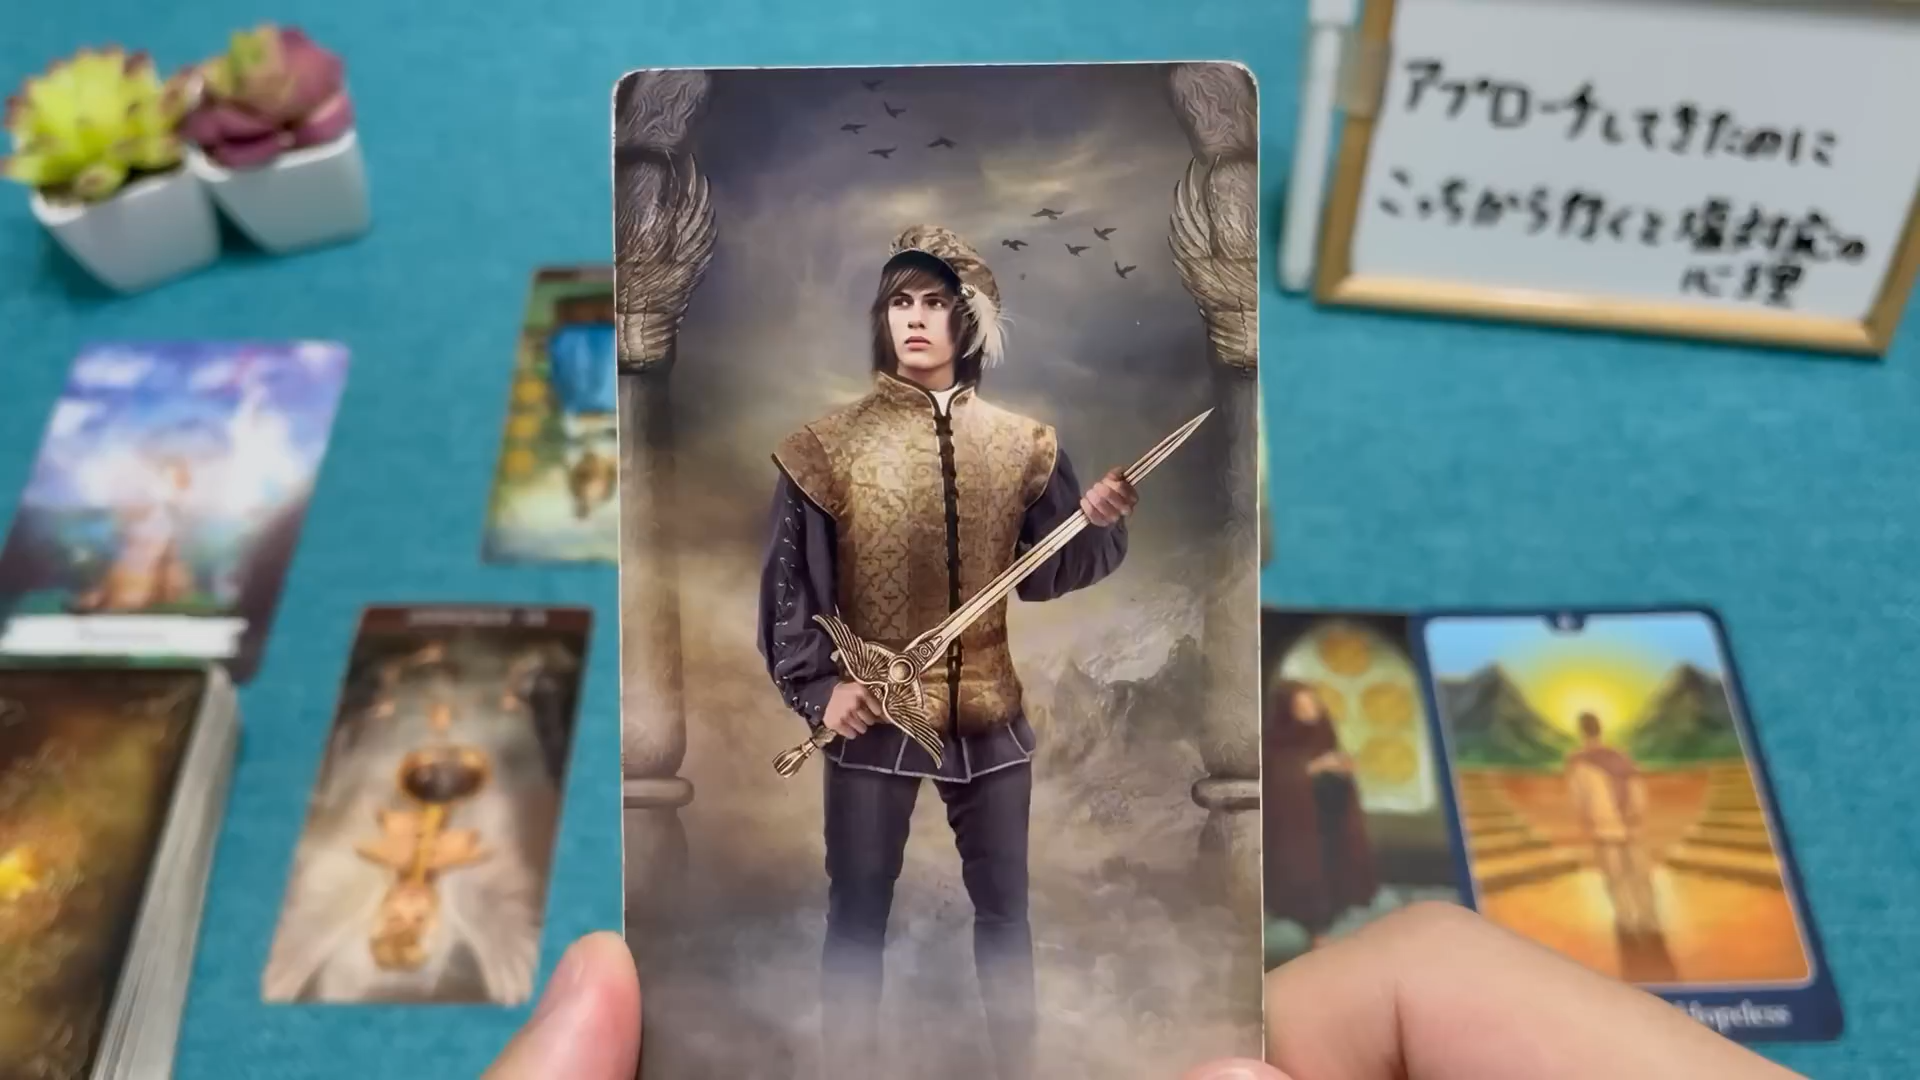 アプローチしてきたのに
こっちから行くと塩対応の
心理
Hopeless